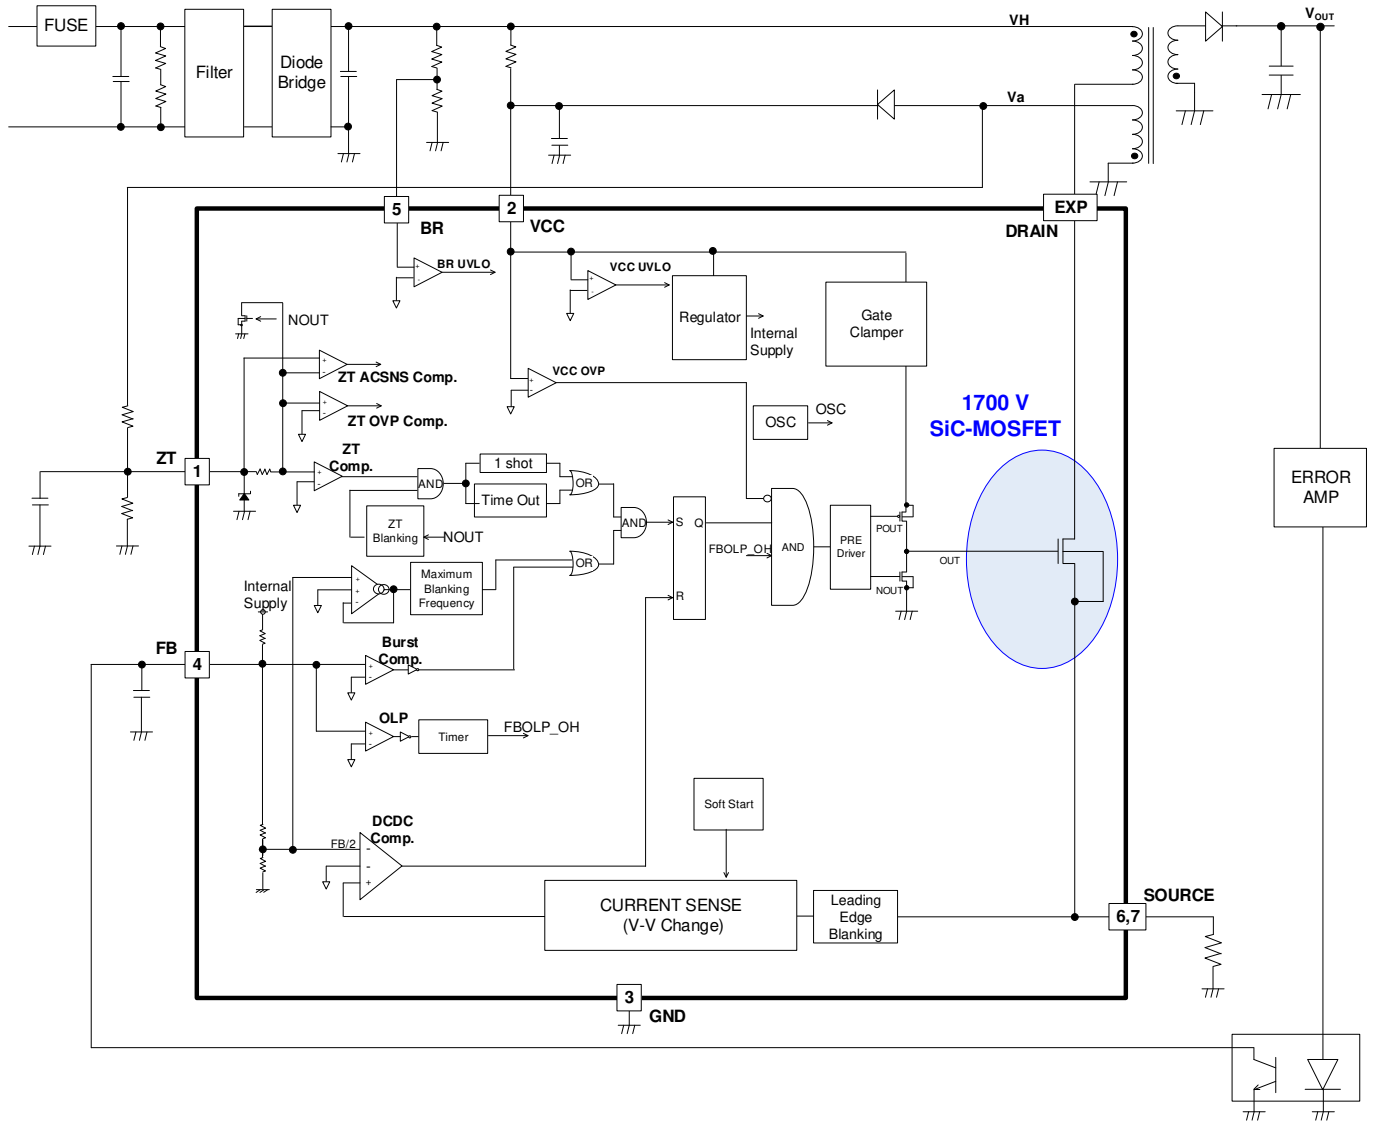 FUSE
Filter
Diode
Bridge
VH
Va
VOUT
5
BR
2
VCC
EXP
DRAIN
BR UVLO
+
-
VCC UVLO
+
-
Regulator
Internal
Supply
Gate
Clamper
NOUT
+
-
ZT ACSNS Comp.
+
-
ZT OVP Comp.
VCC OVP
+
-
OSC
OSC
1700 V
SiC-MOSFET
ZT
1
ZT
Comp.
+
-
AND
1 shot
Time Out
OR
ZT
Blanking
NOUT
AND
S
Q
R
FBOLP_OH
AND
PRE
Driver
POUT
NOUT
OUT
ERROR
AMP
OR
Internal
Supply
+
+
-
Maximum
Blanking
Frequency
FB
4
Burst
Comp.
+
-
OLP
+
-
Timer
FBOLP_OH
Soft Start
DCDC
Comp.
FB/2
-
-
+
CURRENT SENSE
(V-V Change)
Leading
Edge
Blanking
SOURCE
6,7
3
GND